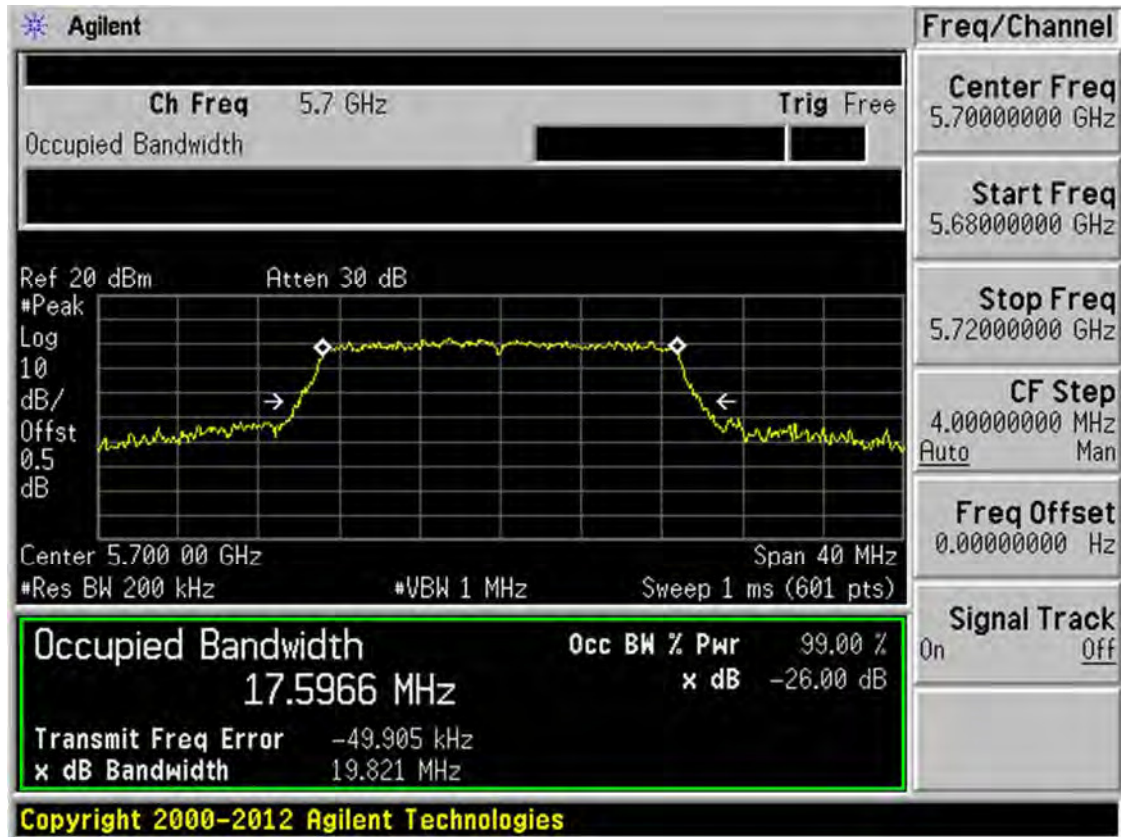 Agilent
Freq/Channel
Ch Freq 5.7 GHz Trig Free
Occupied Bandwidth
Center Freq
5.70000000 GHz
Start Freq
5.68000000 GHz
Stop Freq
5.72000000 GHz
CF Step
4.00000000 MHz
Auto Man
Freq Offset
0.00000000 Hz
Signal Track
On Off
Ref 20 dBm Atten 30 dB
#Peak
Log
10
dB/
Offst
0.5
dB
Center 5.700 00 GHz Span 40 MHz
#Res BW 200 kHz #VBW 1 MHz Sweep 1 ms (601 pts)
Occupied Bandwidth Occ BW % Pwr 99.00 %
17.5966 MHz x dB -26.00 dB
Transmit Freq Error -49.905 kHz
x dB Bandwidth 19.821 MHz
Copyright 2000-2012 Agilent Technologies